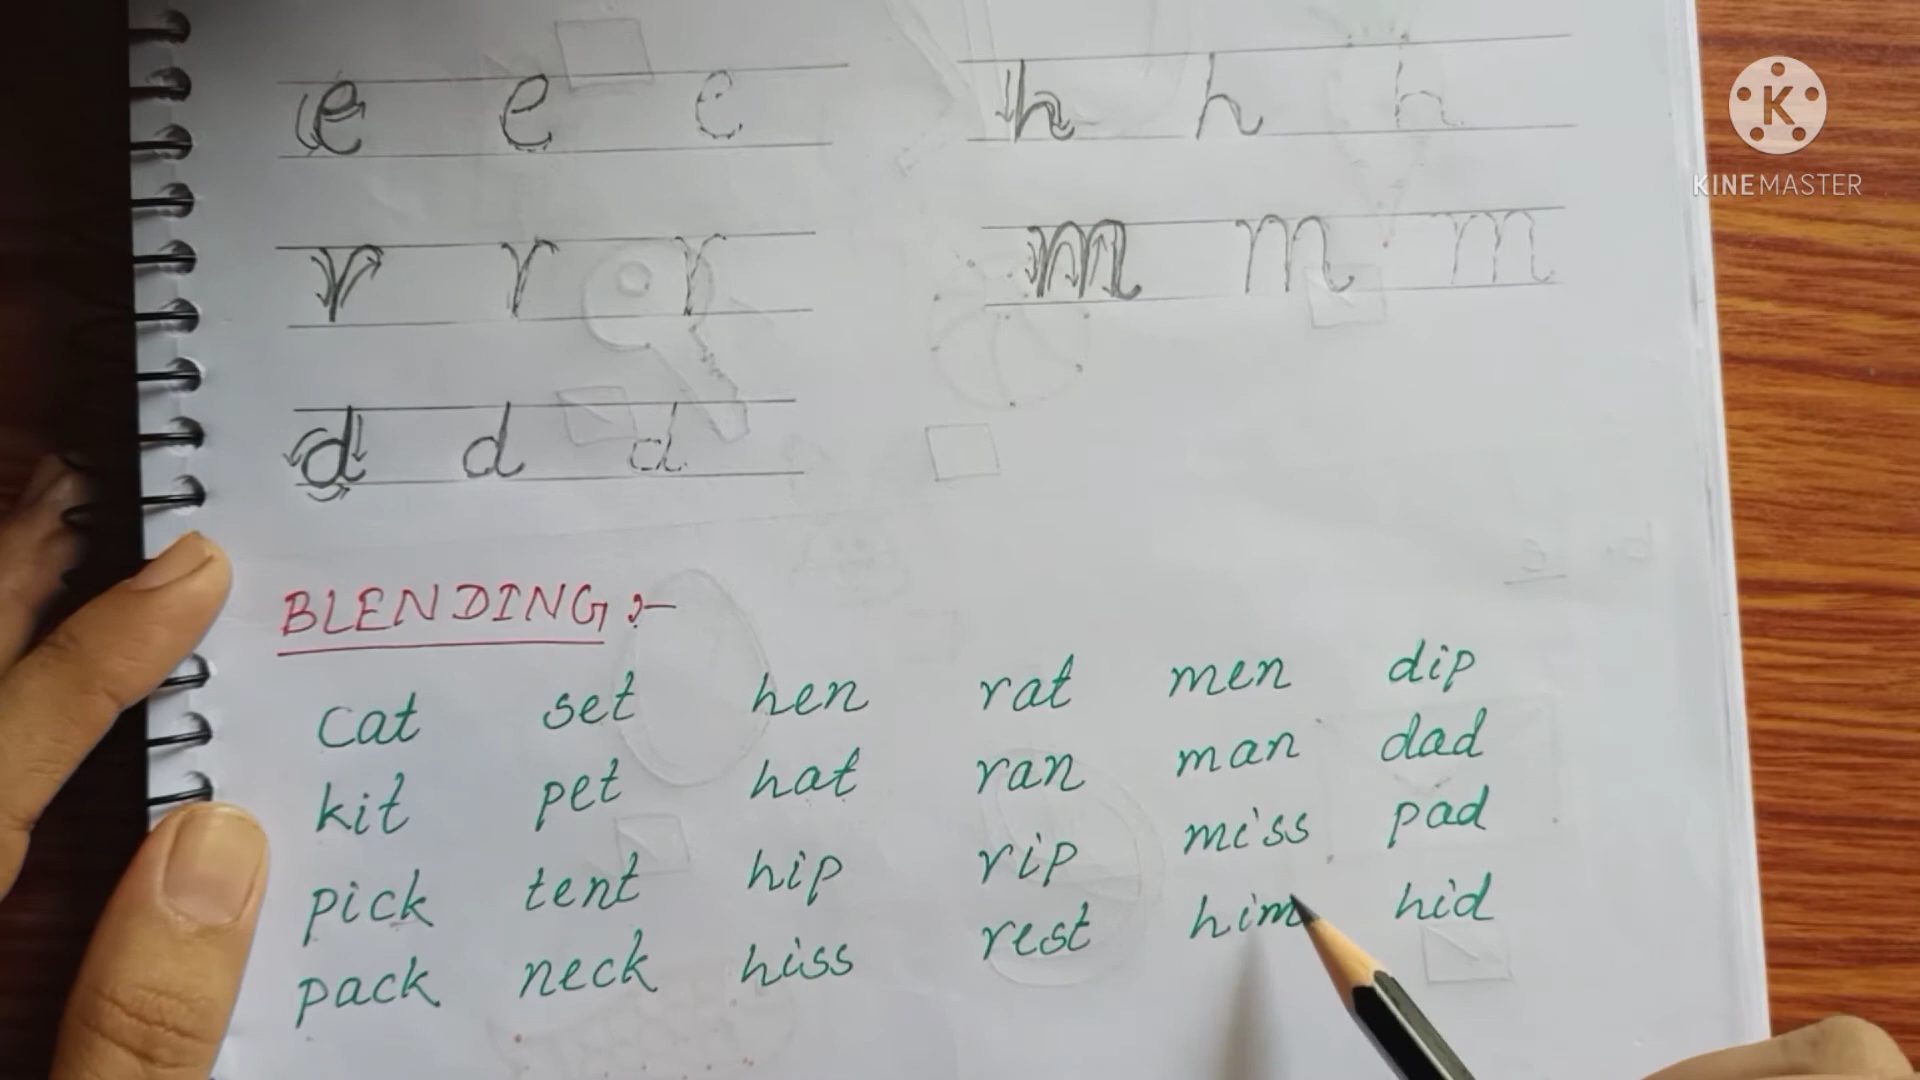 e e e h h h
r r r m m m
d d d
BLENDING :-
cat set hen rat men dip
kit pet hat ran man dad
pick tent hip rip miss pad
pack neck hiss rest him hid
K
KINEMASTER